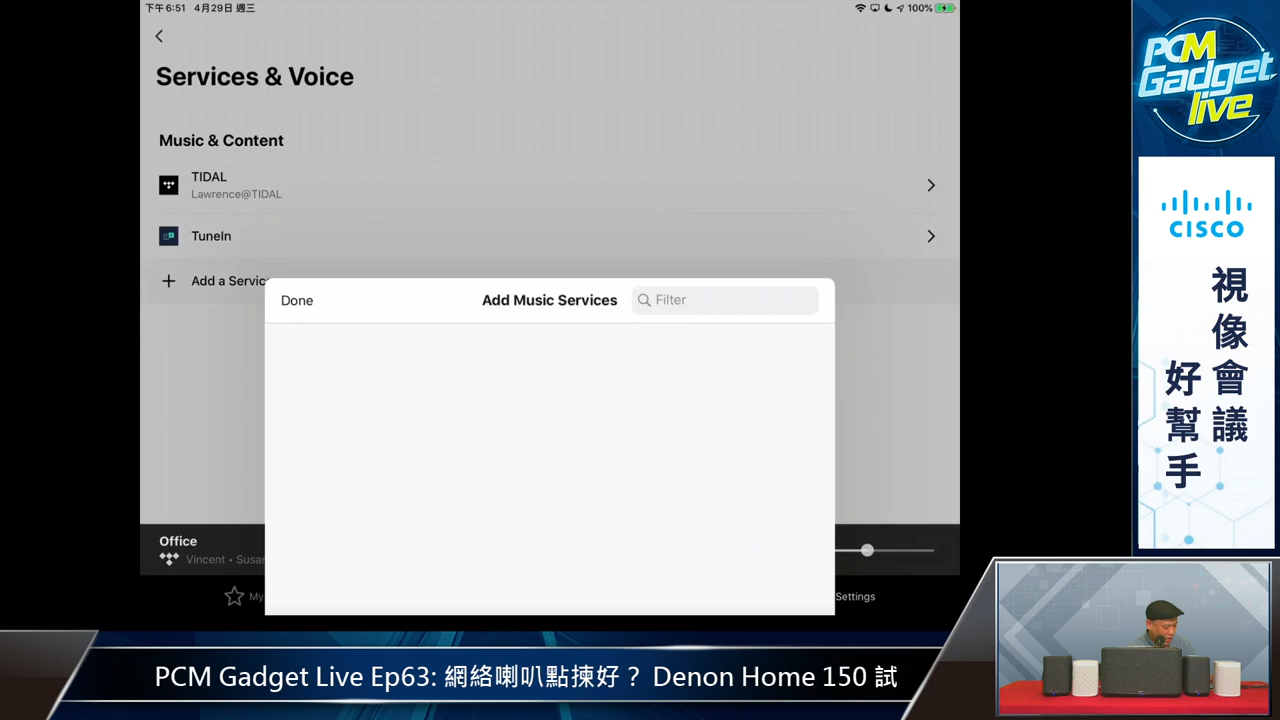 下午6:51 4月29日 週三
100%
Services & Voice
Music & Content
TIDAL
Lawrence@TIDAL
TuneIn
Add a Servic
Done
Add Music Services
Filter
Office
Vincent • Susan
My
Settings
PCM
Gadget
live
CISCO
視像會議
好幫手
PCM Gadget Live Ep63: 網絡喇叭點揀好？ Denon Home 150 試